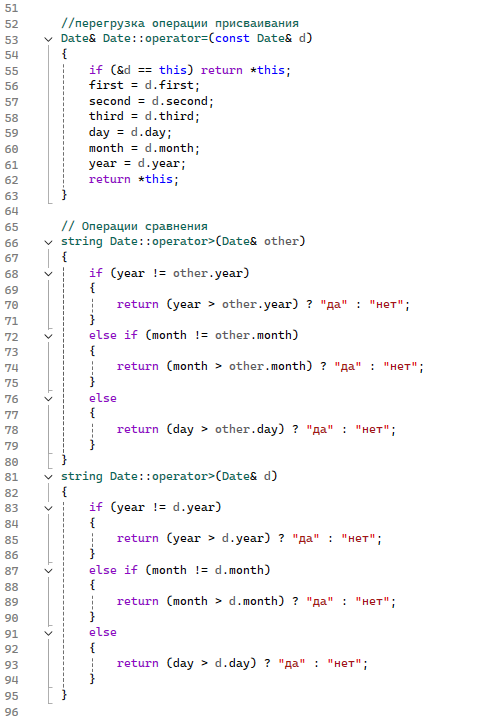 51
52 //перегрузка операции присваивания
53 Date& Date::operator=(const Date& d)
54 {
55 if (&d == this) return *this;
56 first = d.first;
57 second = d.second;
58 third = d.third;
59 day = d.day;
60 month = d.month;
61 year = d.year;
62 return *this;
63 }
64
65 // Операции сравнения
66 string Date::operator>(Date& other)
67 {
68 if (year != other.year)
69 {
70 return (year > other.year) ? "да" : "нет";
71 }
72 else if (month != other.month)
73 {
74 return (month > other.month) ? "да" : "нет";
75 }
76 else
77 {
78 return (day > other.day) ? "да" : "нет";
79 }
80 }
81 string Date::operator>(Date& d)
82 {
83 if (year != d.year)
84 {
85 return (year > d.year) ? "да" : "нет";
86 }
87 else if (month != d.month)
88 {
89 return (month > d.month) ? "да" : "нет";
90 }
91 else
92 {
93 return (day > d.day) ? "да" : "нет";
94 }
95 }
96